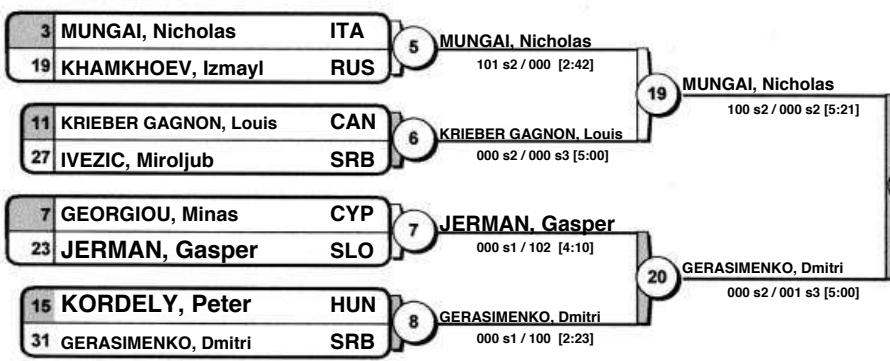 3 MUNGAI, Nicholas ITA
19 KHAMKHOEV, Izmayl RUS
5
MUNGAI, Nicholas
101 s2 / 000 [2:42]
11 KRIEBER GAGNON, Louis CAN
27 IVEZIC, Miroljub SRB
6
KRIEBER GAGNON, Louis
000 s2 / 000 s3 [5:00]
19
MUNGAI, Nicholas
100 s2 / 000 s2 [5:21]
7 GEORGIOU, Minas CYP
23 JERMAN, Gasper SLO
7
JERMAN, Gasper
000 s1 / 102 [4:10]
15 KORDELY, Peter HUN
31 GERASIMENKO, Dmitri SRB
8
GERASIMENKO, Dmitri
000 s1 / 100 [2:23]
20
GERASIMENKO, Dmitri
000 s2 / 001 s3 [5:00]